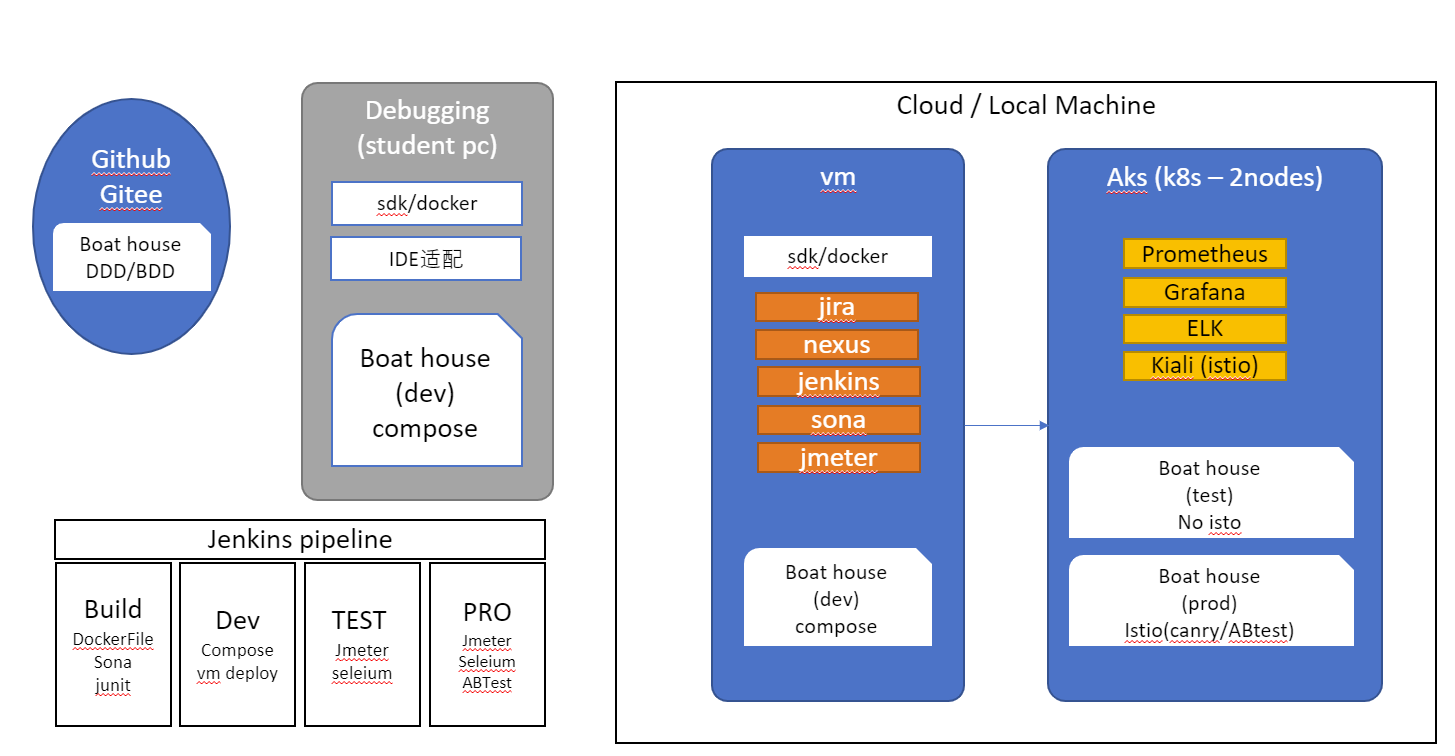 Github
Gitee
Boat house
DDD/BDD
Debugging
(student pc)
sdk/docker
IDE适配
Boat house
(dev)
compose
Jenkins pipeline
Build
DockerFile
Sona
junit
Dev
Compose
vm deploy
TEST
Jmeter
seleium
PRO
Jmeter
Seleium
ABTest
Cloud / Local Machine
vm
sdk/docker
jira
nexus
jenkins
sona
jmeter
Boat house
(dev)
compose
Aks (k8s – 2nodes)
Prometheus
Grafana
ELK
Kiali (istio)
Boat house
(test)
No isto
Boat house
(prod)
Istio(canry/ABtest)